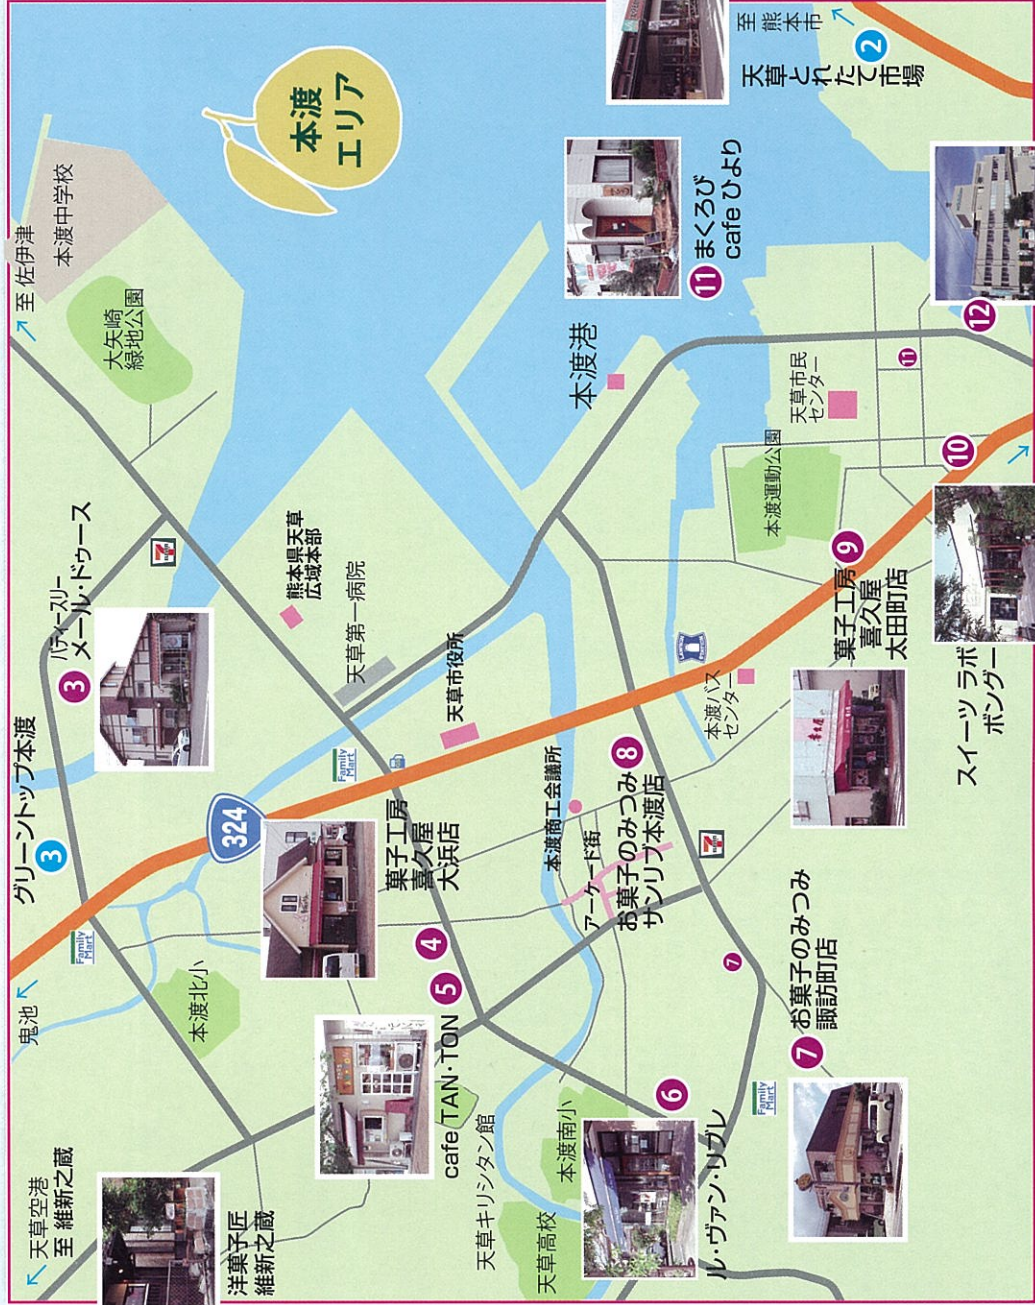 本渡
エリア
至 熊本市
2
天草とれたて市場
至 佐伊津
本渡中学校
大矢崎
緑地公園
11
まくろび
cafe ひより
本渡港
12
天草市民
センター
11
本渡運動公園
10
スイーツ ラボ
ボングー
9
菓子工房
喜久屋
太田町店
グリーントップ本渡
3
3
パティースリー
メール・ドゥース
熊本県天草
広域本部
天草第一病院
天草市役所
Family
Mart
324
鬼池
Family
Mart
本渡北小
菓子工房
喜久屋
大浜店
4
5
cafe TAN・TON
本渡商工会議所
アーケード街
8
お菓子のみつみ
サンリブ本渡店
本渡バス
センター
7
7
お菓子のみつみ
諏訪町店
Family
Mart
6
ル・ヴァン・リブレ
本渡南小
天草高校
天草キリシタン館
天草空港
至 維新之蔵
洋菓子匠
維新之蔵